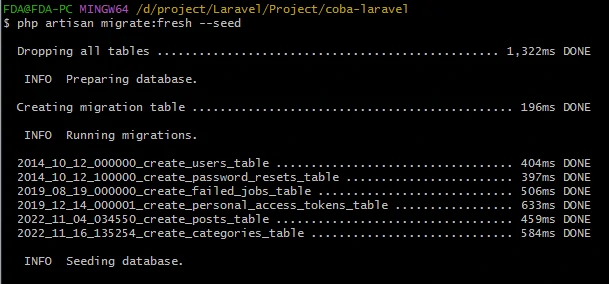 FDA@FDA-PC MINGW64 /d/project/Laravel/Project/coba-laravel
$ php artisan migrate:fresh --seed
Dropping all tables ................................................ 1,322ms DONE
INFO  Preparing database.
Creating migration table ............................................. 196ms DONE
INFO  Running migrations.
2014_10_12_000000_create_users_table ................................. 404ms DONE
2014_10_12_100000_create_password_resets_table ....................... 397ms DONE
2019_08_19_000000_create_failed_jobs_table ........................... 506ms DONE
2019_12_14_000001_create_personal_access_tokens_table ................ 633ms DONE
2022_11_04_034550_create_posts_table ................................. 459ms DONE
2022_11_16_135254_create_categories_table ............................ 584ms DONE
INFO  Seeding database.